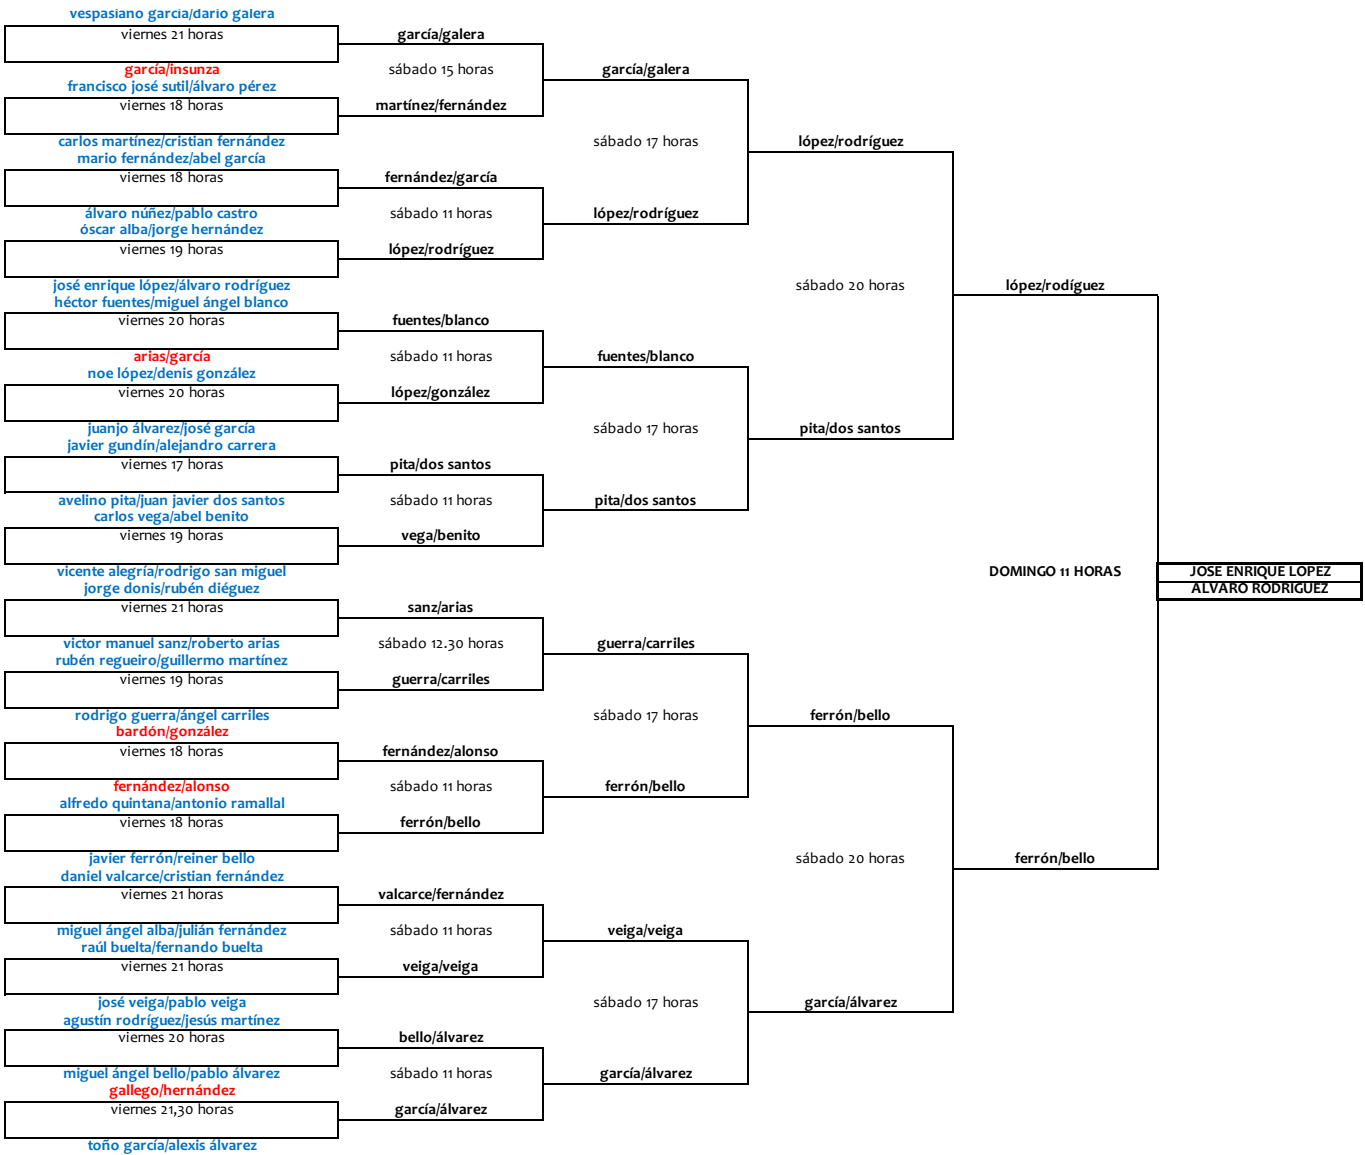 vespasiano garcía/darío galera
viernes 21 horas
garcía/insunza
francisco josé sutil/álvaro pérez
viernes 18 horas
carlos martínez/cristian fernández
mario fernández/abel garcía
viernes 18 horas
álvaro núñez/pablo castro
óscar alba/jorge hernández
viernes 19 horas
josé enrique lópez/álvaro rodríguez
héctor fuentes/miguel ángel blanco
viernes 20 horas
arias/garcía
noe lópez/denis gonzález
viernes 20 horas
juanjo álvarez/josé garcía
javier gundín/alejandro carrera
viernes 17 horas
avelino pita/juan javier dos santos
carlos vega/abel benito
viernes 19 horas
vicente alegría/rodrigo san miguel
jorge donis/rubén diéguez
viernes 21 horas
victor manuel sanz/roberto arias
rubén regueiro/guillermo martínez
viernes 19 horas
rodrigo guerra/ángel carriles
bardón/gonzález
viernes 18 horas
fernández/alonso
alfredo quintana/antonio ramallal
viernes 18 horas
javier ferrón/reiner bello
daniel valcarce/cristian fernández
viernes 21 horas
miguel ángel alba/julián fernández
raúl buelta/fernando buelta
viernes 21 horas
josé veiga/pablo veiga
agustín rodríguez/jesús martínez
viernes 20 horas
miguel ángel bello/pablo álvarez
gallego/hernández
viernes 21,30 horas
toño garcía/alexis álvarez
garcía/galera
sábado 15 horas
martínez/fernández
fernández/garcía
sábado 11 horas
lópez/rodríguez
fuentes/blanco
sábado 11 horas
lópez/gonzález
pita/dos santos
sábado 11 horas
vega/benito
sanz/arias
sábado 12.30 horas
guerra/carriles
fernández/alonso
sábado 11 horas
ferrón/bello
valcarce/fernández
sábado 11 horas
veiga/veiga
bello/álvarez
sábado 11 horas
garcía/álvarez
garcía/galera
sábado 17 horas
lópez/rodríguez
fuentes/blanco
sábado 17 horas
pita/dos santos
guerra/carriles
sábado 17 horas
ferrón/bello
veiga/veiga
sábado 17 horas
garcía/álvarez
lópez/rodríguez
sábado 20 horas
pita/dos santos
ferrón/bello
sábado 20 horas
garcía/álvarez
lópez/rodíguez
DOMINGO 11 HORAS
ferrón/bello
JOSE ENRIQUE LOPEZ
ALVARO RODRIGUEZ